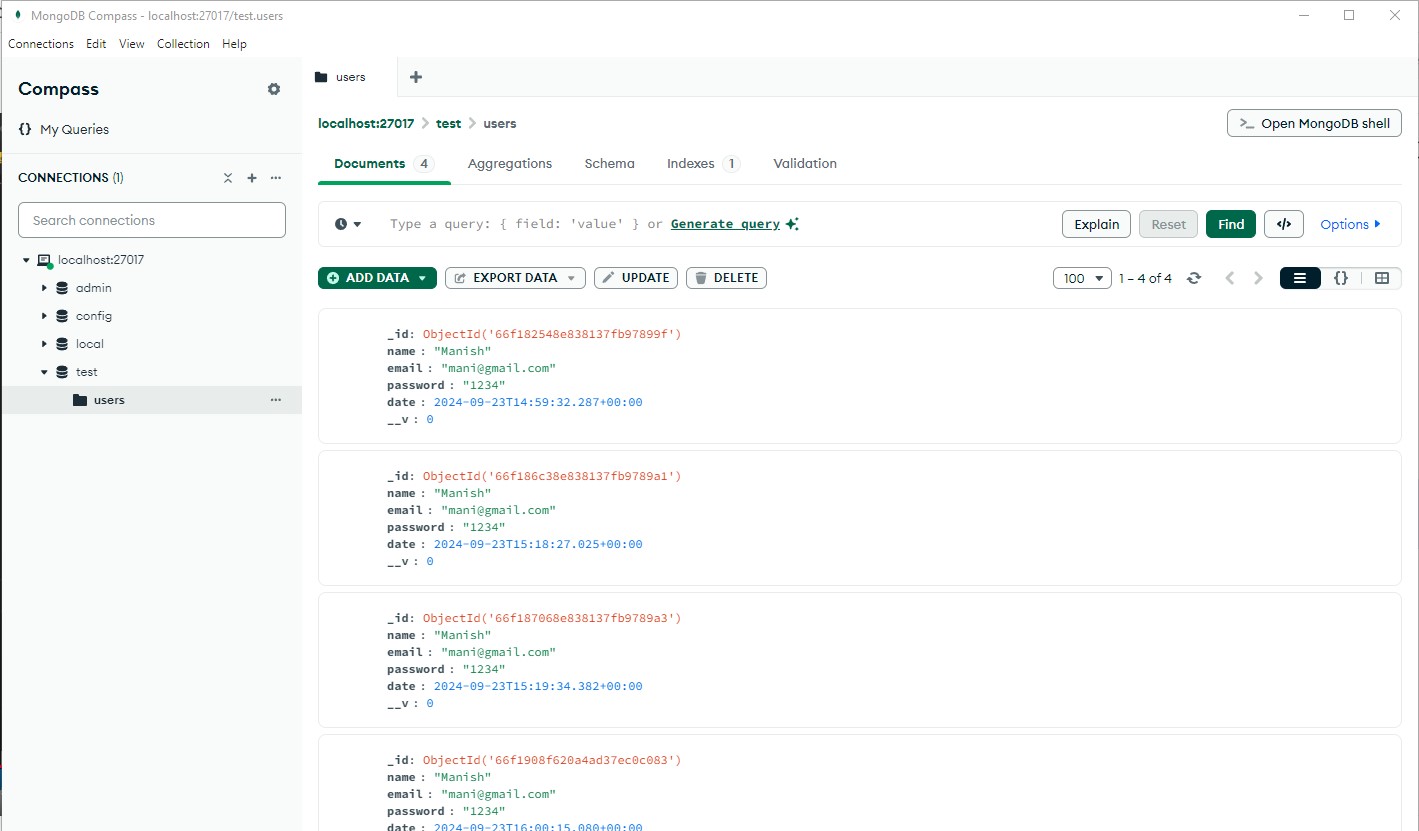 MongoDB Compass - localhost:27017/test.users
Connections Edit View Collection Help
Compass
{} My Queries
CONNECTIONS (1)
Search connections
localhost:27017
admin
config
local
test
users
users
localhost:27017 > test > users
>_ Open MongoDB shell
Documents 4 Aggregations Schema Indexes 1 Validation
Type a query: { field: 'value' } or Generate query
Explain Reset Find </> Options
ADD DATA EXPORT DATA UPDATE DELETE
100 1 – 4 of 4 {}
_id: ObjectId('66f182548e838137fb97899f')
name : "Manish"
email : "mani@gmail.com"
password : "1234"
date : 2024-09-23T14:59:32.287+00:00
__v : 0
_id: ObjectId('66f186c38e838137fb9789a1')
name : "Manish"
email : "mani@gmail.com"
password : "1234"
date : 2024-09-23T15:18:27.025+00:00
__v : 0
_id: ObjectId('66f187068e838137fb9789a3')
name : "Manish"
email : "mani@gmail.com"
password : "1234"
date : 2024-09-23T15:19:34.382+00:00
__v : 0
_id: ObjectId('66f1908f620a4ad37ec0c083')
name : "Manish"
email : "mani@gmail.com"
password : "1234"
date : 2024-09-23T16:00:15.080+00:00